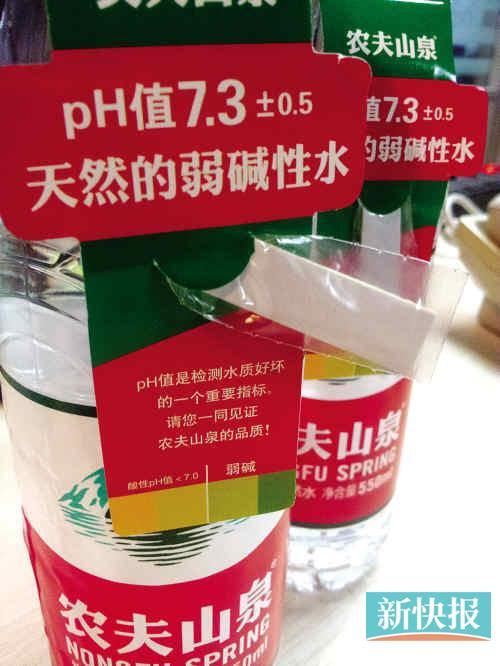 农夫山泉
pH值7.3±0.5
天然的弱碱性水
pH值是检测水质好坏
的一个重要指标。
请您一同见证
农夫山泉的品质！
酸性pH值<7.0
弱碱
农夫山泉
NONGFU SPRING
农夫山泉®
值7.3±0.5
的弱碱性水
农夫山泉
GFU SPRING
净含量550ml
新快报